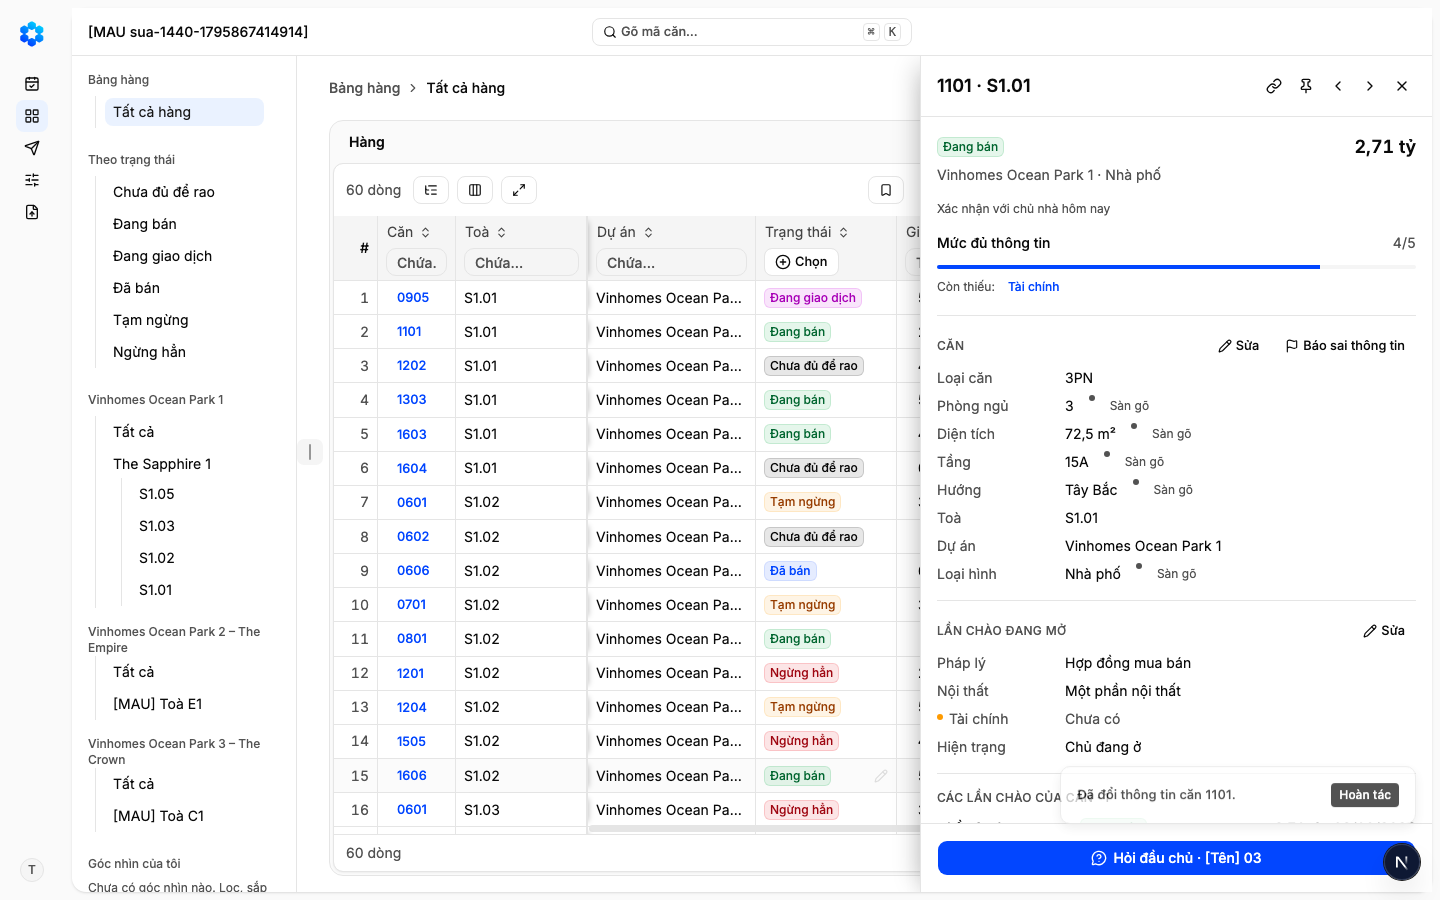 [MAU sua-1440-1795867414914]
Gõ mã căn...
⌘ K
Bảng hàng
Tất cả hàng
Theo trạng thái
Chưa đủ để rao
Đang bán
Đang giao dịch
Đã bán
Tạm ngừng
Ngừng hẳn
Vinhomes Ocean Park 1
Tất cả
The Sapphire 1
S1.05
S1.03
S1.02
S1.01
Vinhomes Ocean Park 2 – The
Empire
Tất cả
[MAU] Toà E1
Vinhomes Ocean Park 3 – The
Crown
Tất cả
[MAU] Toà C1
Góc nhìn của tôi
Chưa có góc nhìn nào. Lọc, sắp
T
Bảng hàng > Tất cả hàng
Hàng
60 dòng
# Căn Toà Dự án Trạng thái
Chứa. Chứa... Chứa... Chọn
1 0905 S1.01 Vinhomes Ocean Pa... Đang giao dịch
2 1101 S1.01 Vinhomes Ocean Pa... Đang bán
3 1202 S1.01 Vinhomes Ocean Pa... Chưa đủ để rao
4 1303 S1.01 Vinhomes Ocean Pa... Đang bán
5 1603 S1.01 Vinhomes Ocean Pa... Đang bán
6 1604 S1.01 Vinhomes Ocean Pa... Chưa đủ để rao
7 0601 S1.02 Vinhomes Ocean Pa... Tạm ngừng
8 0602 S1.02 Vinhomes Ocean Pa... Chưa đủ để rao
9 0606 S1.02 Vinhomes Ocean Pa... Đã bán
10 0701 S1.02 Vinhomes Ocean Pa... Tạm ngừng
11 0801 S1.02 Vinhomes Ocean Pa... Đang bán
12 1201 S1.02 Vinhomes Ocean Pa... Ngừng hẳn
13 1204 S1.02 Vinhomes Ocean Pa... Tạm ngừng
14 1505 S1.02 Vinhomes Ocean Pa... Ngừng hẳn
15 1606 S1.02 Vinhomes Ocean Pa... Đang bán
16 0601 S1.03 Vinhomes Ocean Pa... Ngừng hẳn
60 dòng
1101 · S1.01
Đang bán 2,71 tỷ
Vinhomes Ocean Park 1 · Nhà phố
Xác nhận với chủ nhà hôm nay
Mức đủ thông tin 4/5
Còn thiếu: Tài chính
CĂN Sửa Báo sai thông tin
Loại căn 3PN
Phòng ngủ 3 Sàn gõ
Diện tích 72,5 m² Sàn gõ
Tầng 15A Sàn gõ
Hướng Tây Bắc Sàn gõ
Toà S1.01
Dự án Vinhomes Ocean Park 1
Loại hình Nhà phố Sàn gõ
LẦN CHÀO ĐANG MỞ Sửa
Pháp lý Hợp đồng mua bán
Nội thất Một phần nội thất
Tài chính Chưa có
Hiện trạng Chủ đang ở
CÁC LẦN CHÀO CỦA
Đã đổi thông tin căn 1101. Hoàn tác
Hỏi đầu chủ · [Tên] 03
N